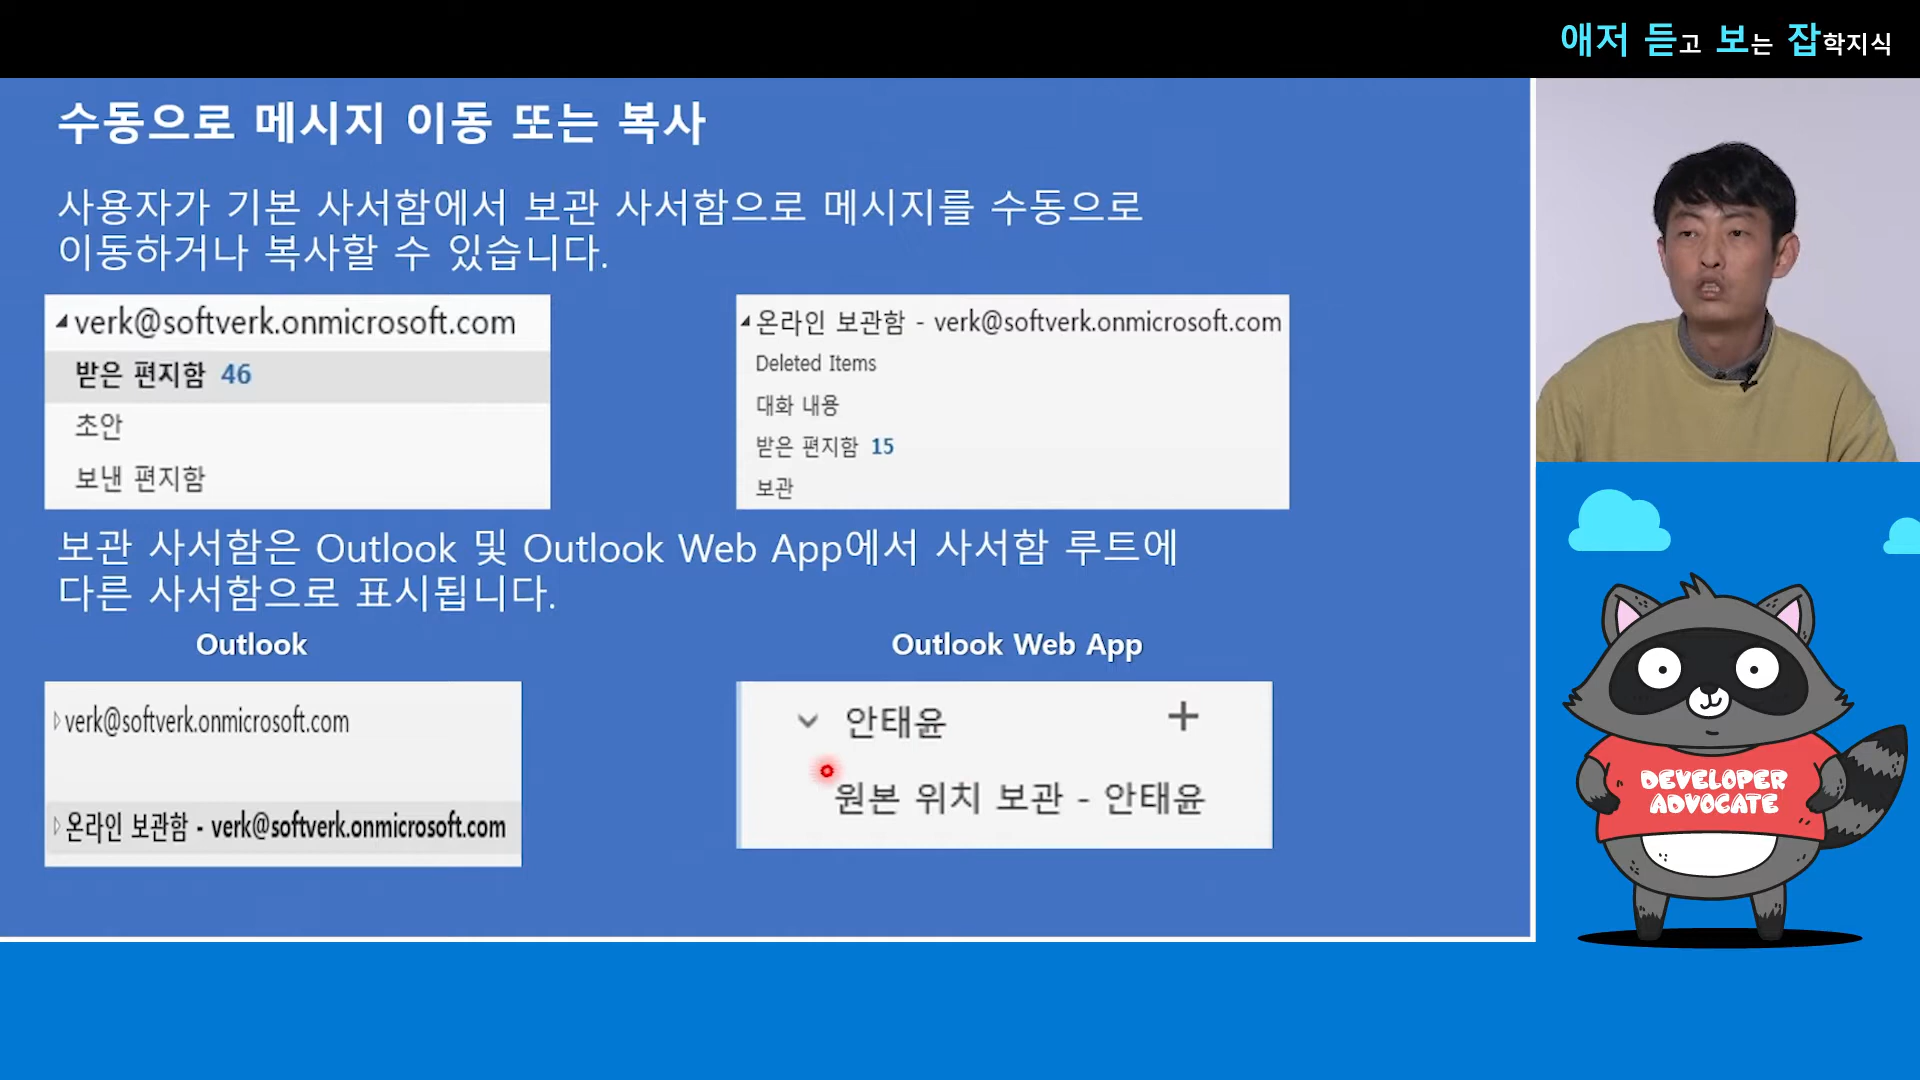 애저 듣고 보는 잡학지식
수동으로 메시지 이동 또는 복사
사용자가 기본 사서함에서 보관 사서함으로 메시지를 수동으로
이동하거나 복사할 수 있습니다.
verk@softverk.onmicrosoft.com
받은 편지함 46
초안
보낸 편지함
온라인 보관함 - verk@softverk.onmicrosoft.com
Deleted Items
대화 내용
받은 편지함 15
보관
보관 사서함은 Outlook 및 Outlook Web App에서 사서함 루트에
다른 사서함으로 표시됩니다.
Outlook
verk@softverk.onmicrosoft.com
온라인 보관함 - verk@softverk.onmicrosoft.com
Outlook Web App
안태윤 +
원본 위치 보관 - 안태윤
DEVELOPER
ADVOCATE